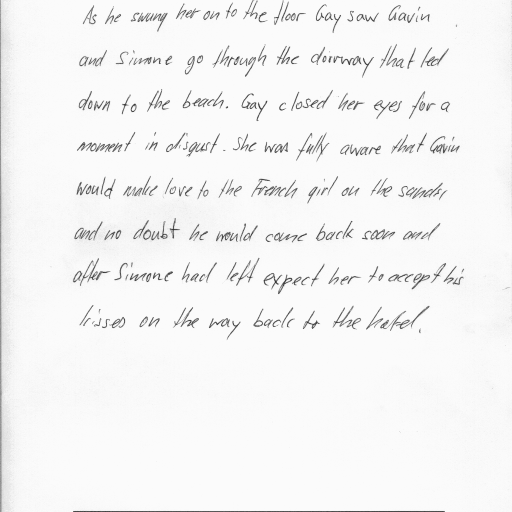 As he swung her on to the floor Gay saw Gavin
and Simone go through the doorway that led
down to the beach. Gay closed her eyes for a
moment in disgust. She was fully aware that Gavin
would make love to the French girl on the sands,
and no doubt he would come back soon and
after Simone had left expect her to accept his
kisses on the way back to the hotel.